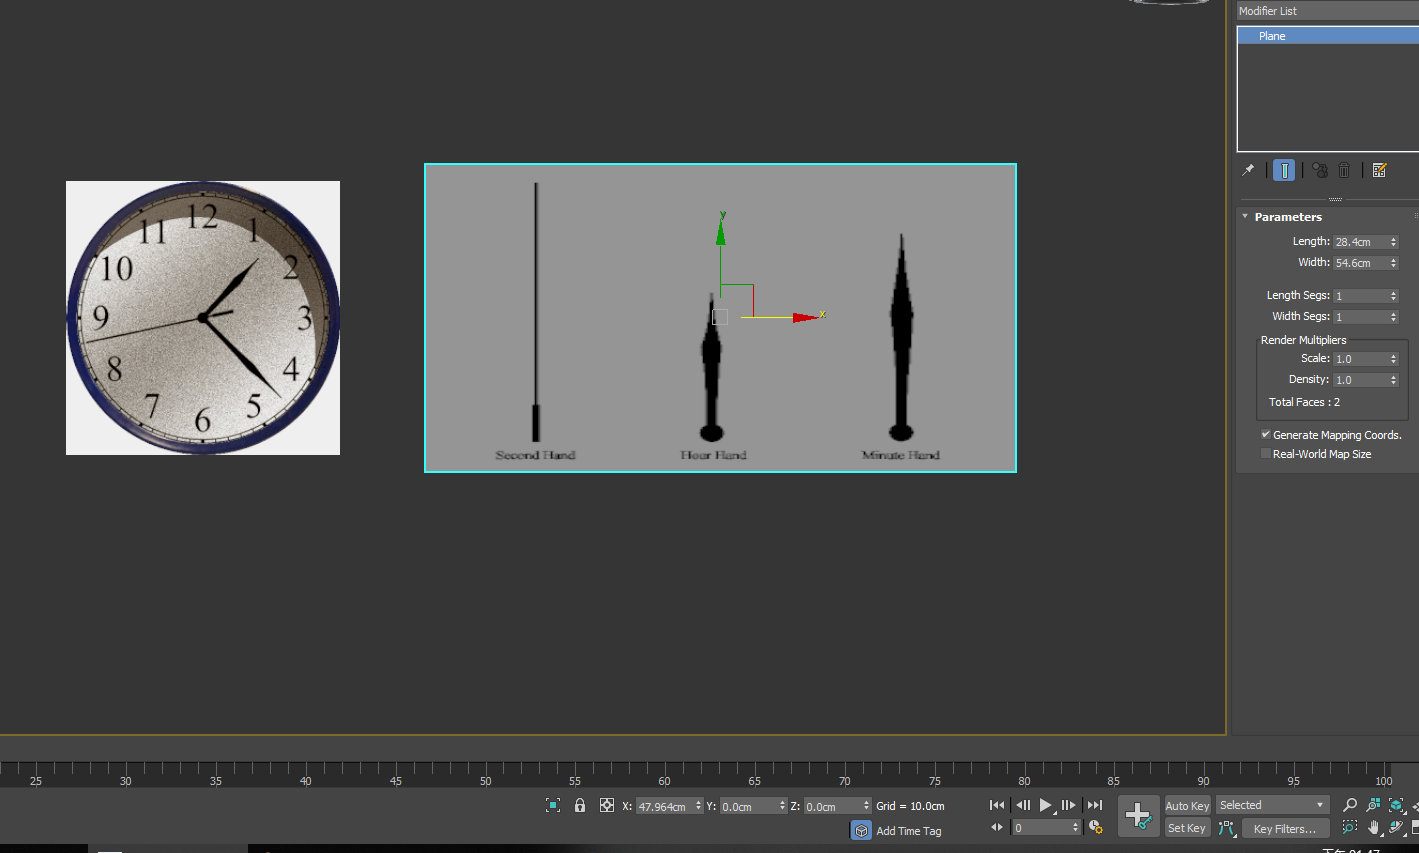 Modifier List
Plane
Parameters
Length: 28.4cm
Width: 54.6cm
Length Segs: 1
Width Segs: 1
Render Multipliers
Scale: 1.0
Density: 1.0
Total Faces : 2
Generate Mapping Coords.
Real-World Map Size
12
11 1
10 2
9 3
8 4
7 5
6
y
x
Second Hand Hour Hand Minute Hand
25 30 35 40 45 50 55 60 65 70 75 80 85 90 95 100
X: 47.964cm Y: 0.0cm Z: 0.0cm Grid = 10.0cm Auto Key Selected
Add Time Tag 0 Set Key Key Filters...